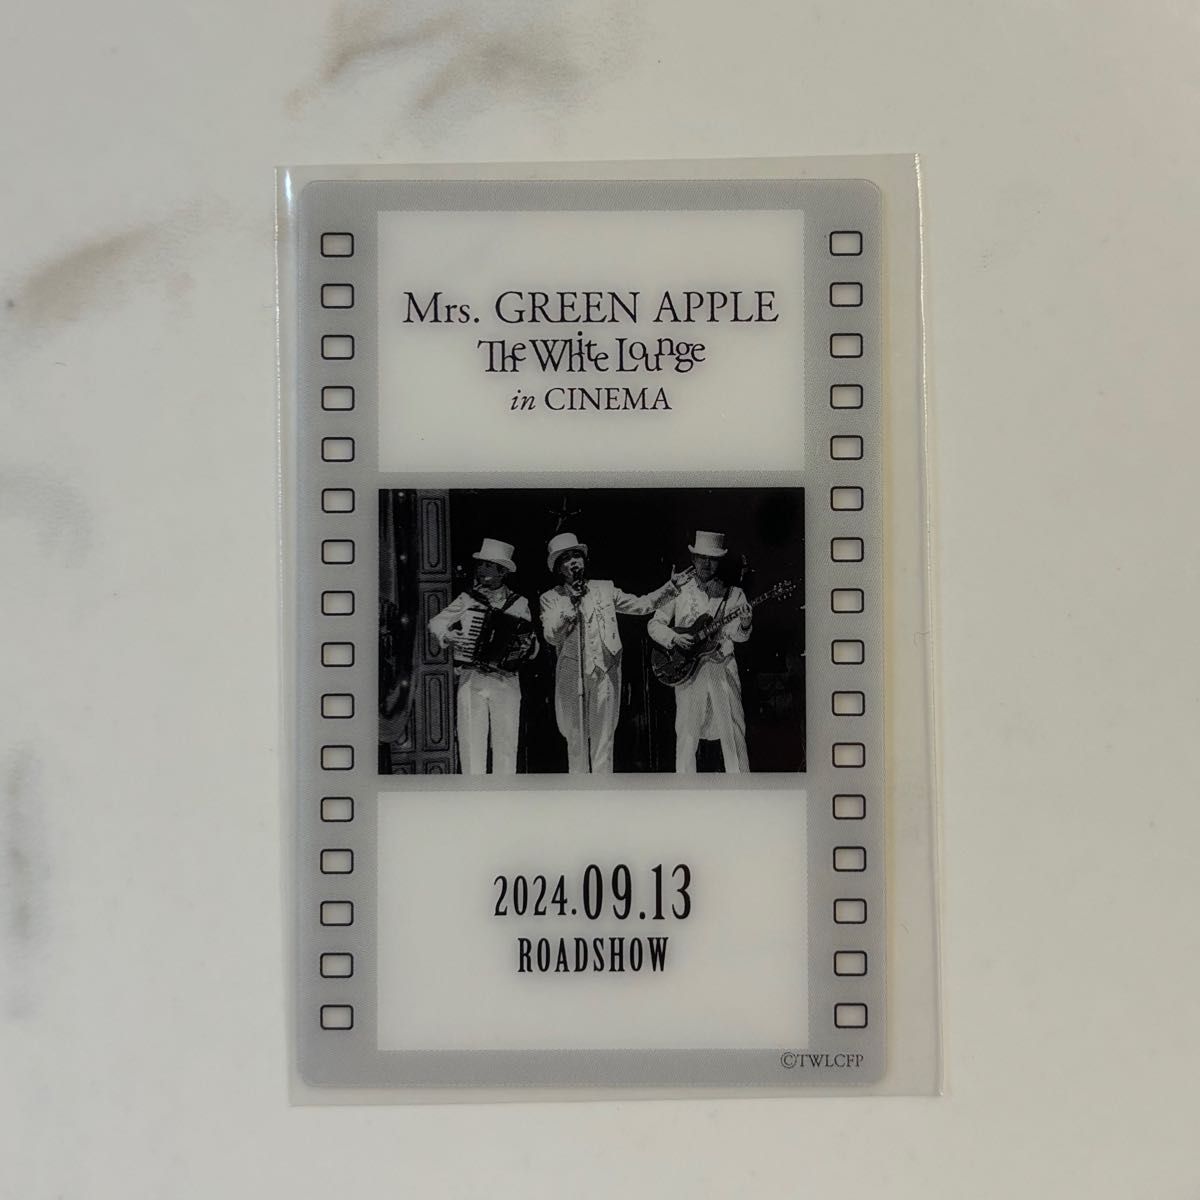 Mrs. GREEN APPLE
The White Lounge
in CINEMA
2024.09.13
ROADSHOW
©TWLCFP